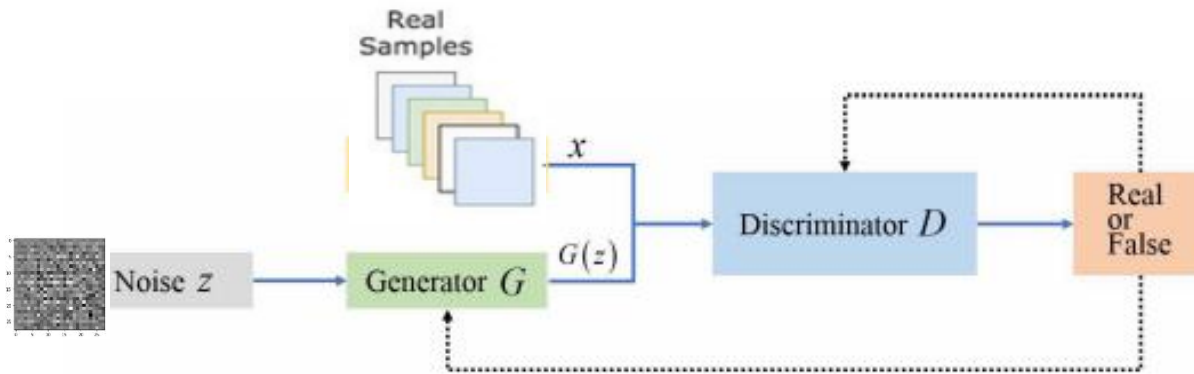 Real
Samples
x
Noise z
Generator G
G(z)
Discriminator D
Real
or
False